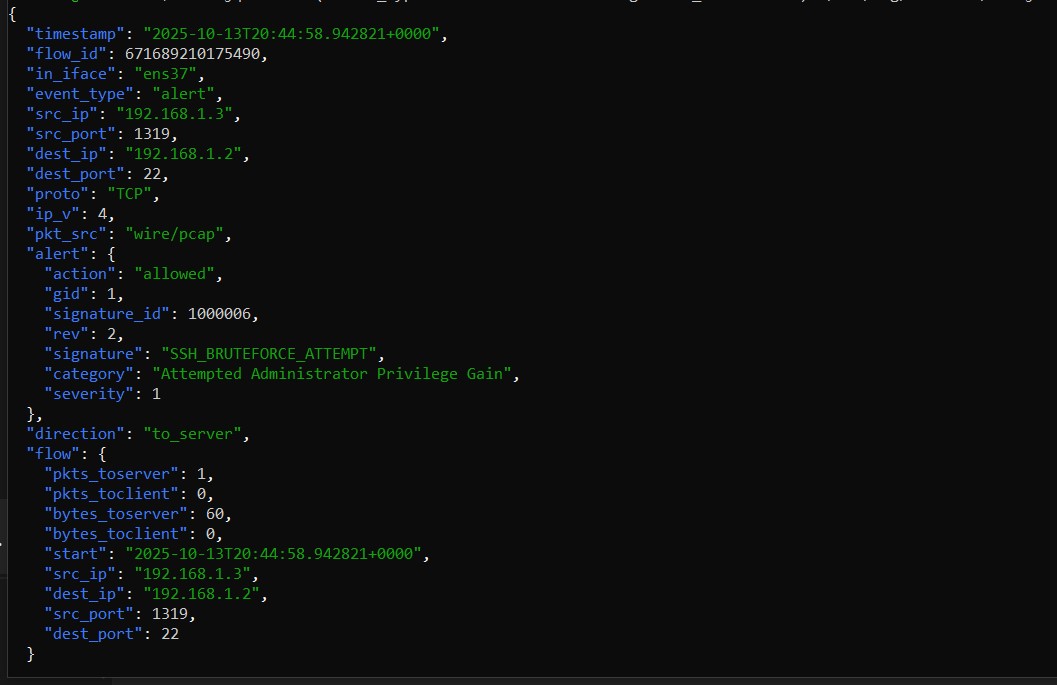 {
  "timestamp": "2025-10-13T20:44:58.942821+0000",
  "flow_id": 671689210175490,
  "in_iface": "ens37",
  "event_type": "alert",
  "src_ip": "192.168.1.3",
  "src_port": 1319,
  "dest_ip": "192.168.1.2",
  "dest_port": 22,
  "proto": "TCP",
  "ip_v": 4,
  "pkt_src": "wire/pcap",
  "alert": {
    "action": "allowed",
    "gid": 1,
    "signature_id": 1000006,
    "rev": 2,
    "signature": "SSH_BRUTEFORCE_ATTEMPT",
    "category": "Attempted Administrator Privilege Gain",
    "severity": 1
  },
  "direction": "to_server",
  "flow": {
    "pkts_toserver": 1,
    "pkts_toclient": 0,
    "bytes_toserver": 60,
    "bytes_toclient": 0,
    "start": "2025-10-13T20:44:58.942821+0000",
    "src_ip": "192.168.1.3",
    "dest_ip": "192.168.1.2",
    "src_port": 1319,
    "dest_port": 22
  }